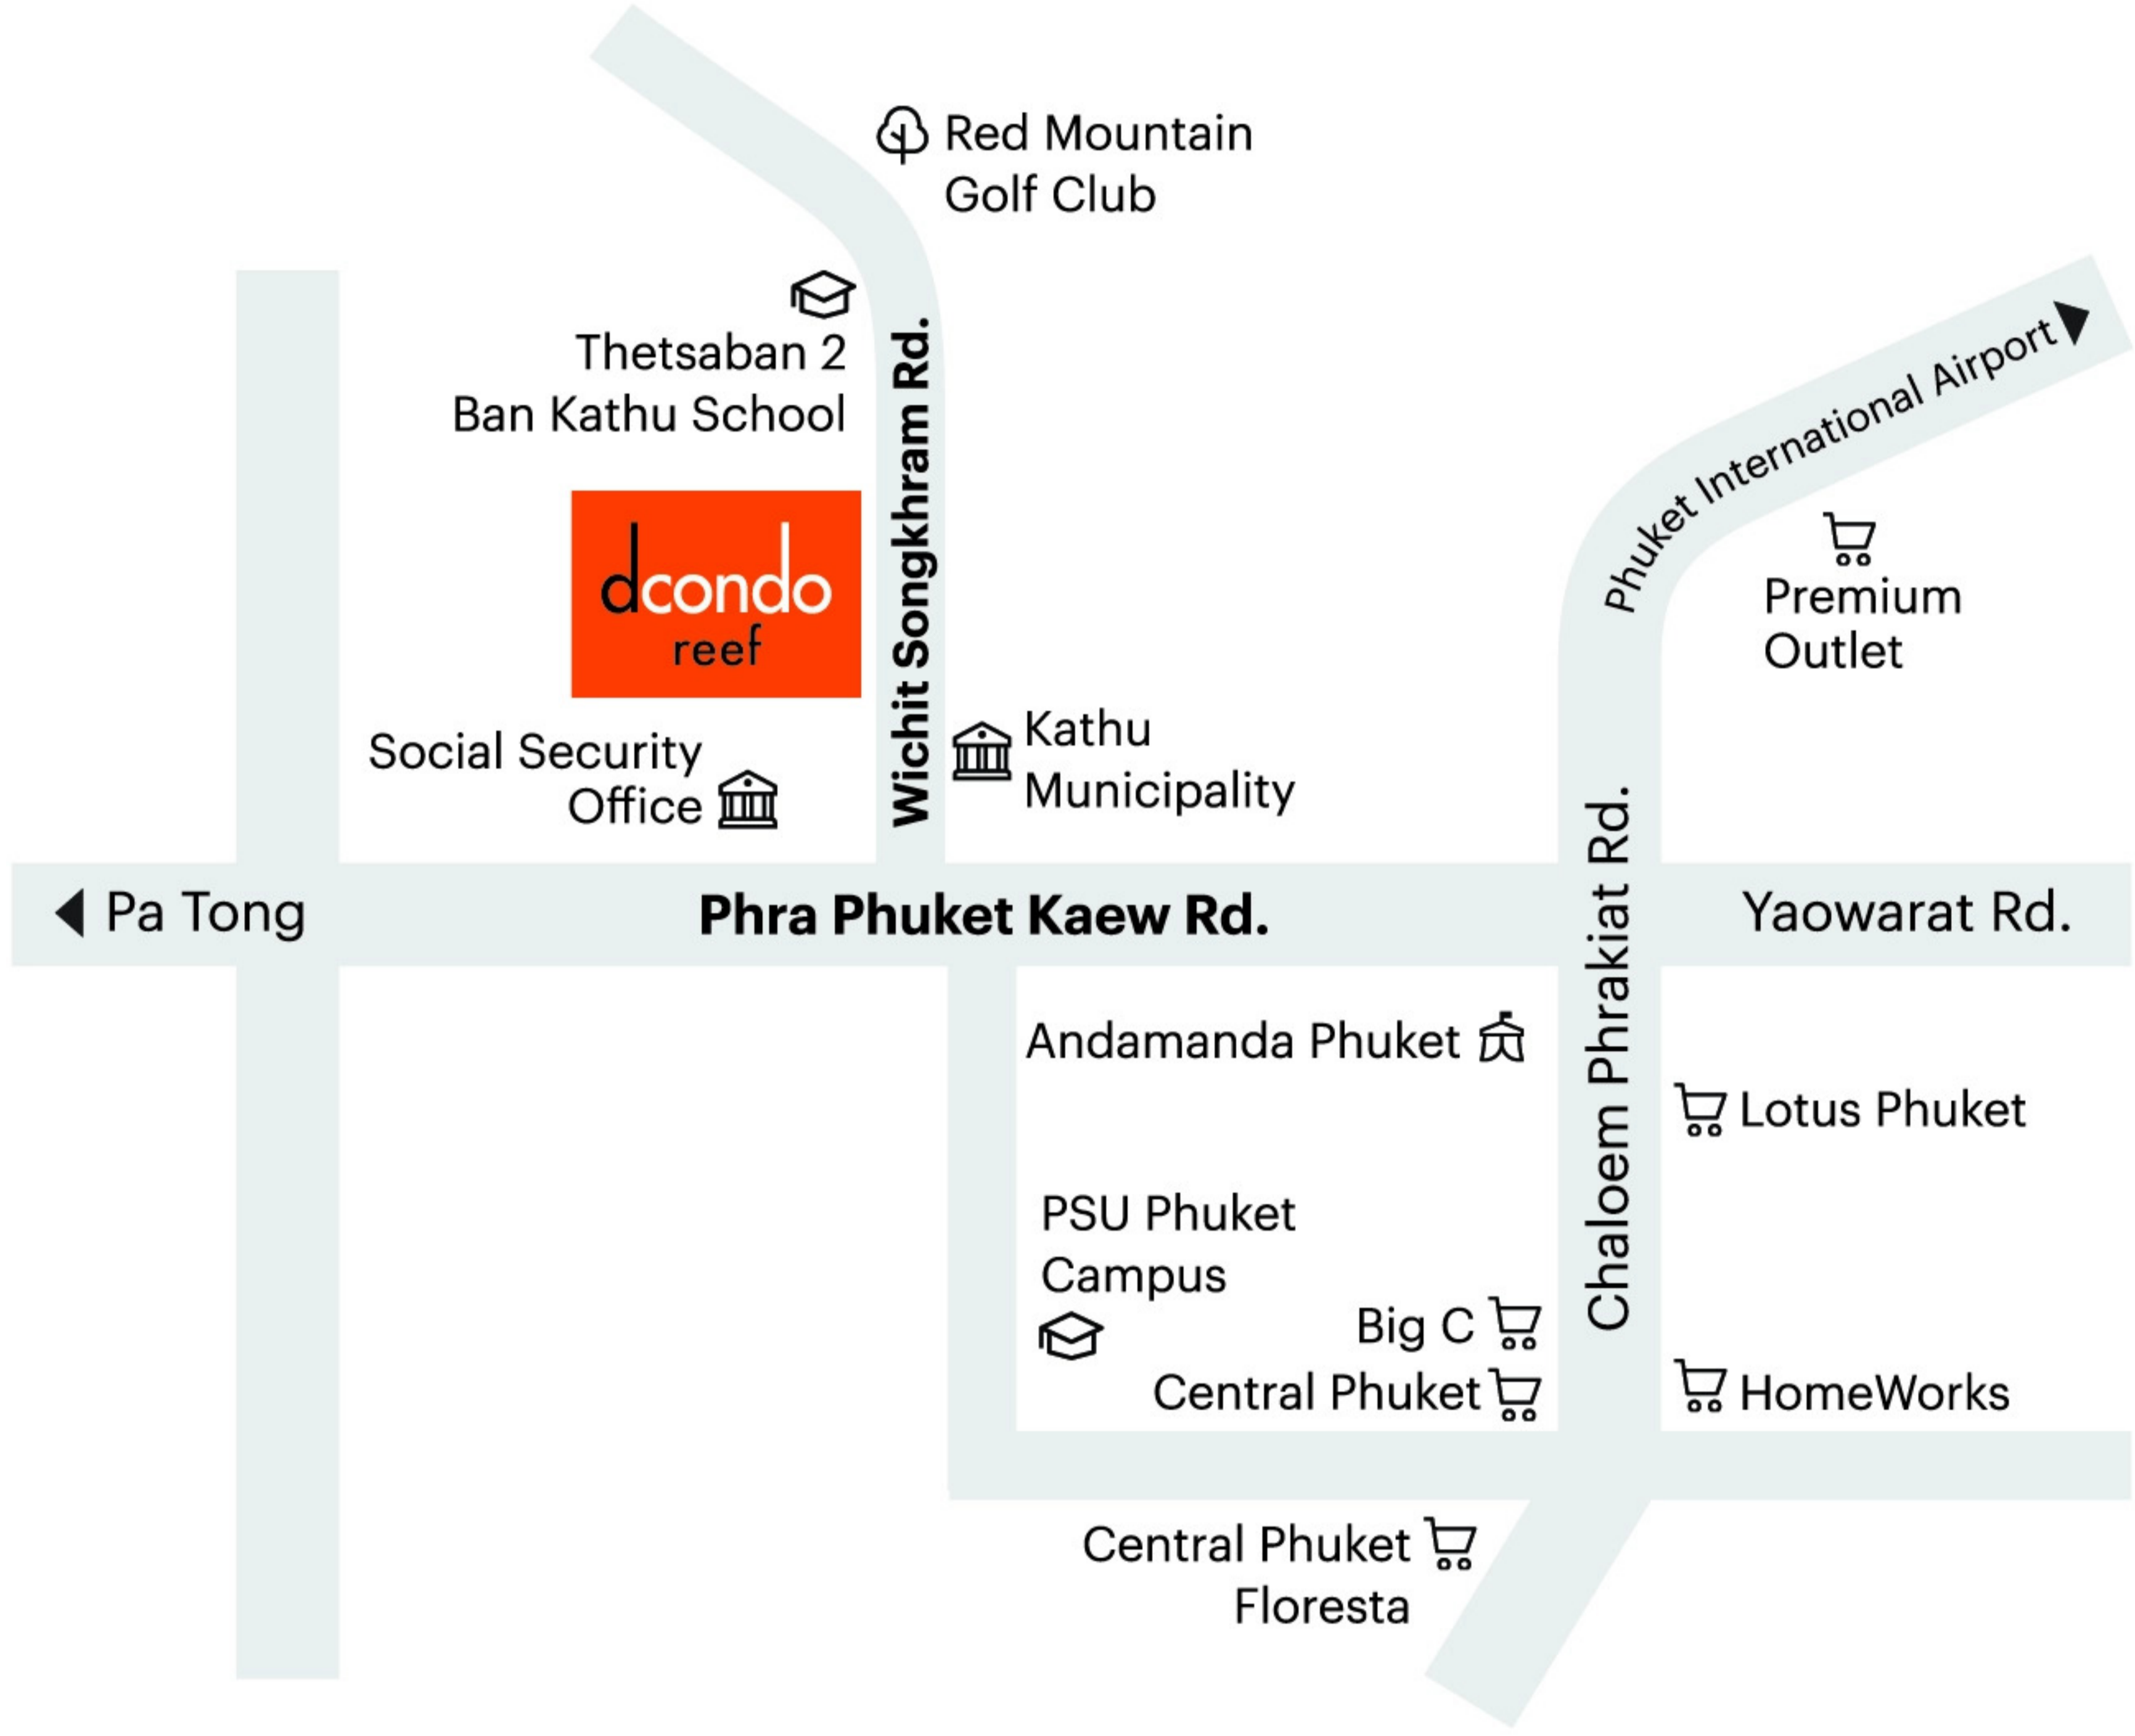 Red Mountain
Golf Club
Thetsaban 2
Ban Kathu School
Wichit Songkhram Rd.
Phuket International Airport
dcondo
reef
Premium
Outlet
Social Security
Office
Kathu
Municipality
Pa Tong
Phra Phuket Kaew Rd.
Yaowarat Rd.
Chaloem Phrakiat Rd.
Andamanda Phuket
Lotus Phuket
PSU Phuket
Campus
Big C
Central Phuket
HomeWorks
Central Phuket
Floresta